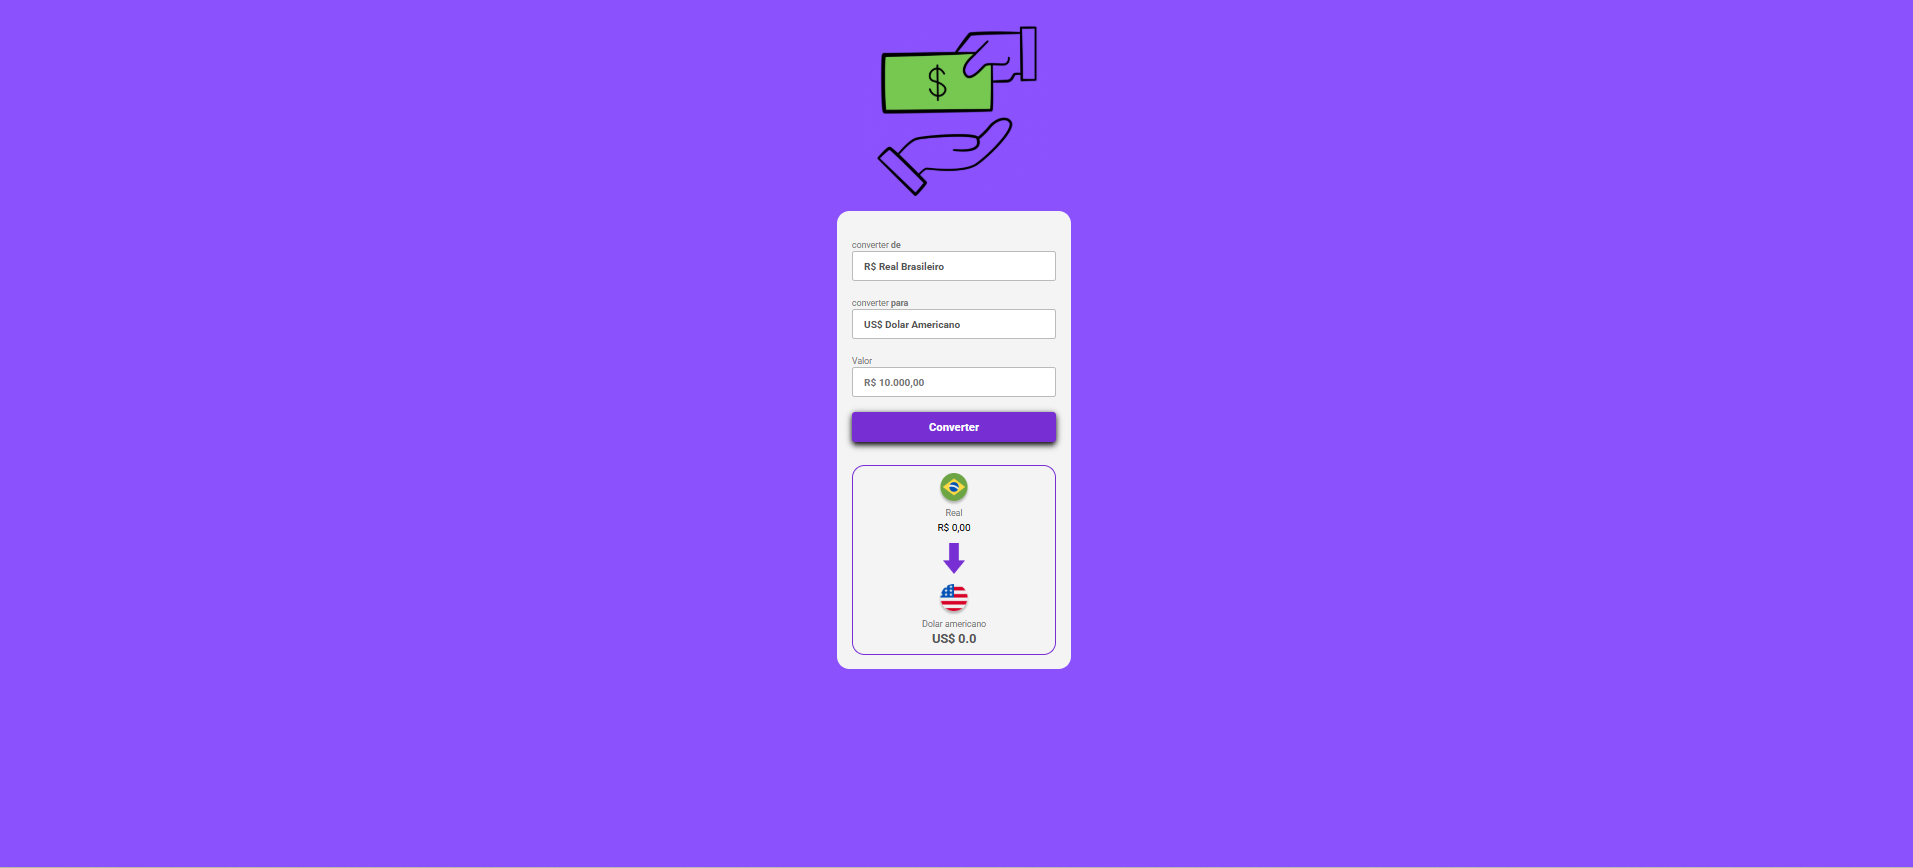 $
converter de
R$ Real Brasileiro
converter para
US$ Dolar Americano
Valor
R$ 10.000,00
Converter
Real
R$ 0,00
Dolar americano
US$ 0.0